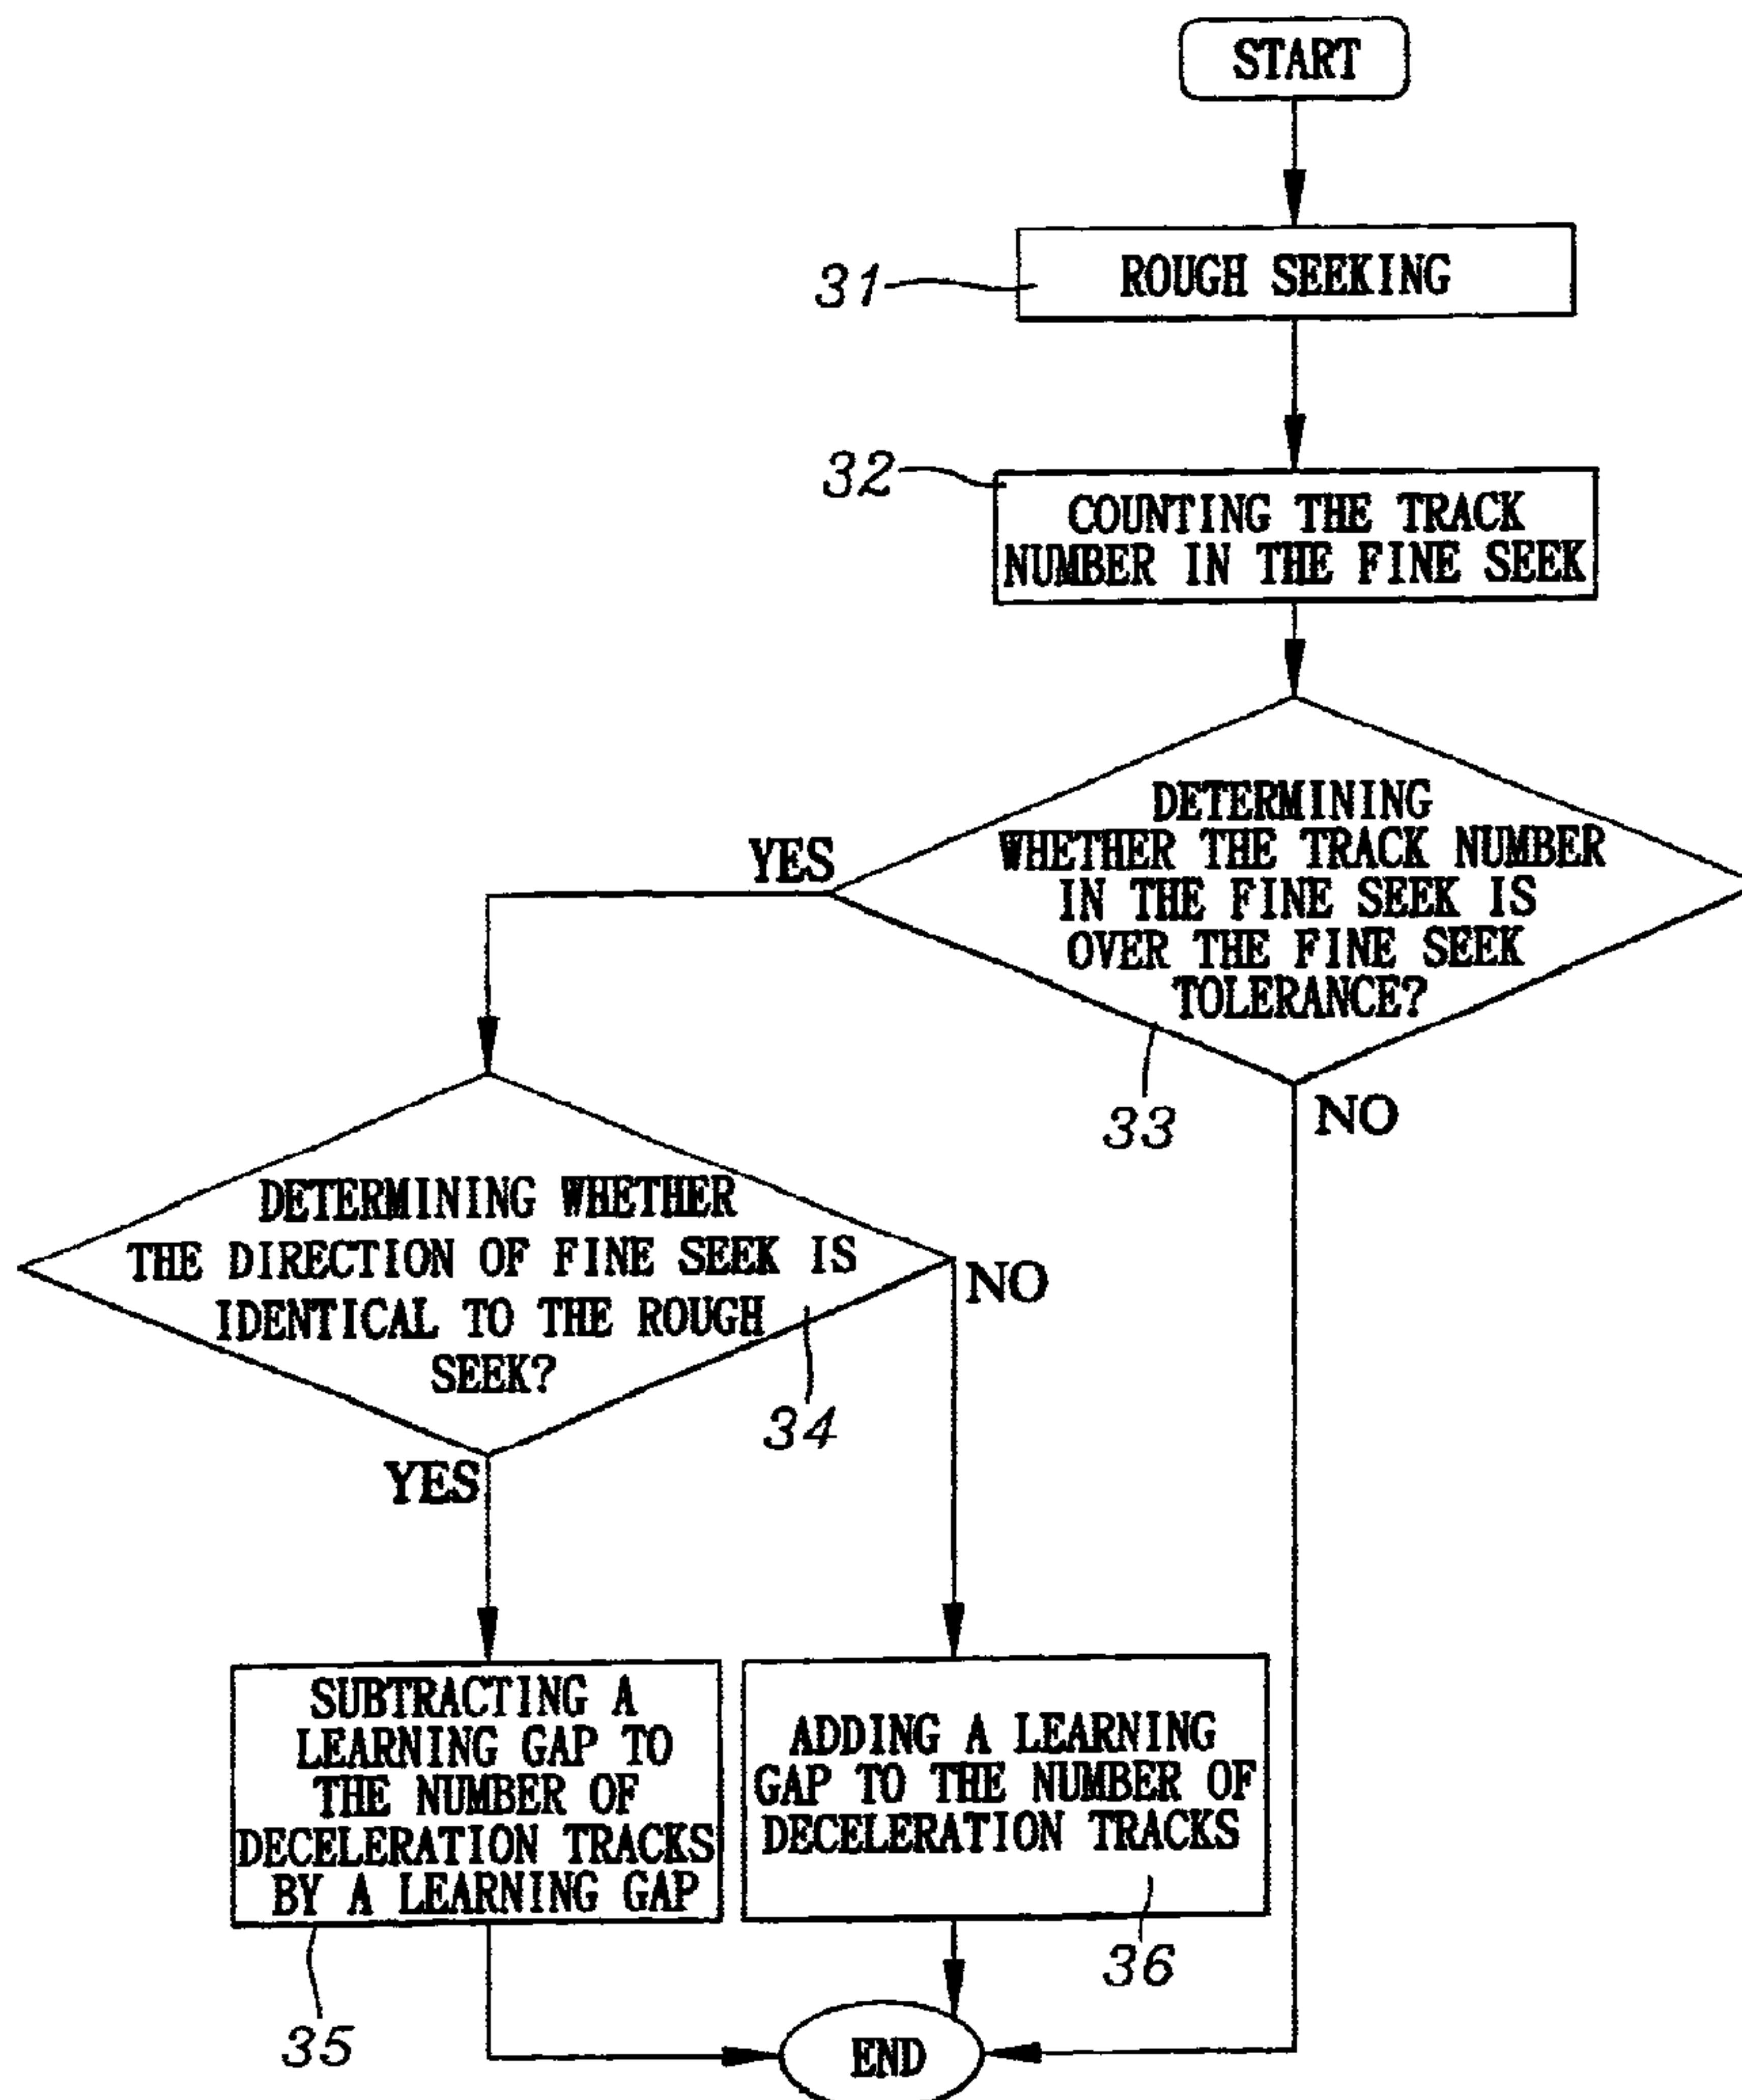 START
31
ROUGH SEEKING
32
COUNTING THE TRACK
NUMBER IN THE FINE SEEK
DETERMINING
WHETHER THE TRACK NUMBER
IN THE FINE SEEK IS
OVER THE FINE SEEK
TOLERANCE?
YES
33
NO
DETERMINING WHETHER
THE DIRECTION OF FINE SEEK IS
IDENTICAL TO THE ROUGH
SEEK?
NO
34
YES
SUBTRACTING A
LEARNING GAP TO
THE NUMBER OF
DECELERATION TRACKS
BY A LEARNING GAP
35
ADDING A LEARNING
GAP TO THE NUMBER OF
DECELERATION TRACKS
36
END